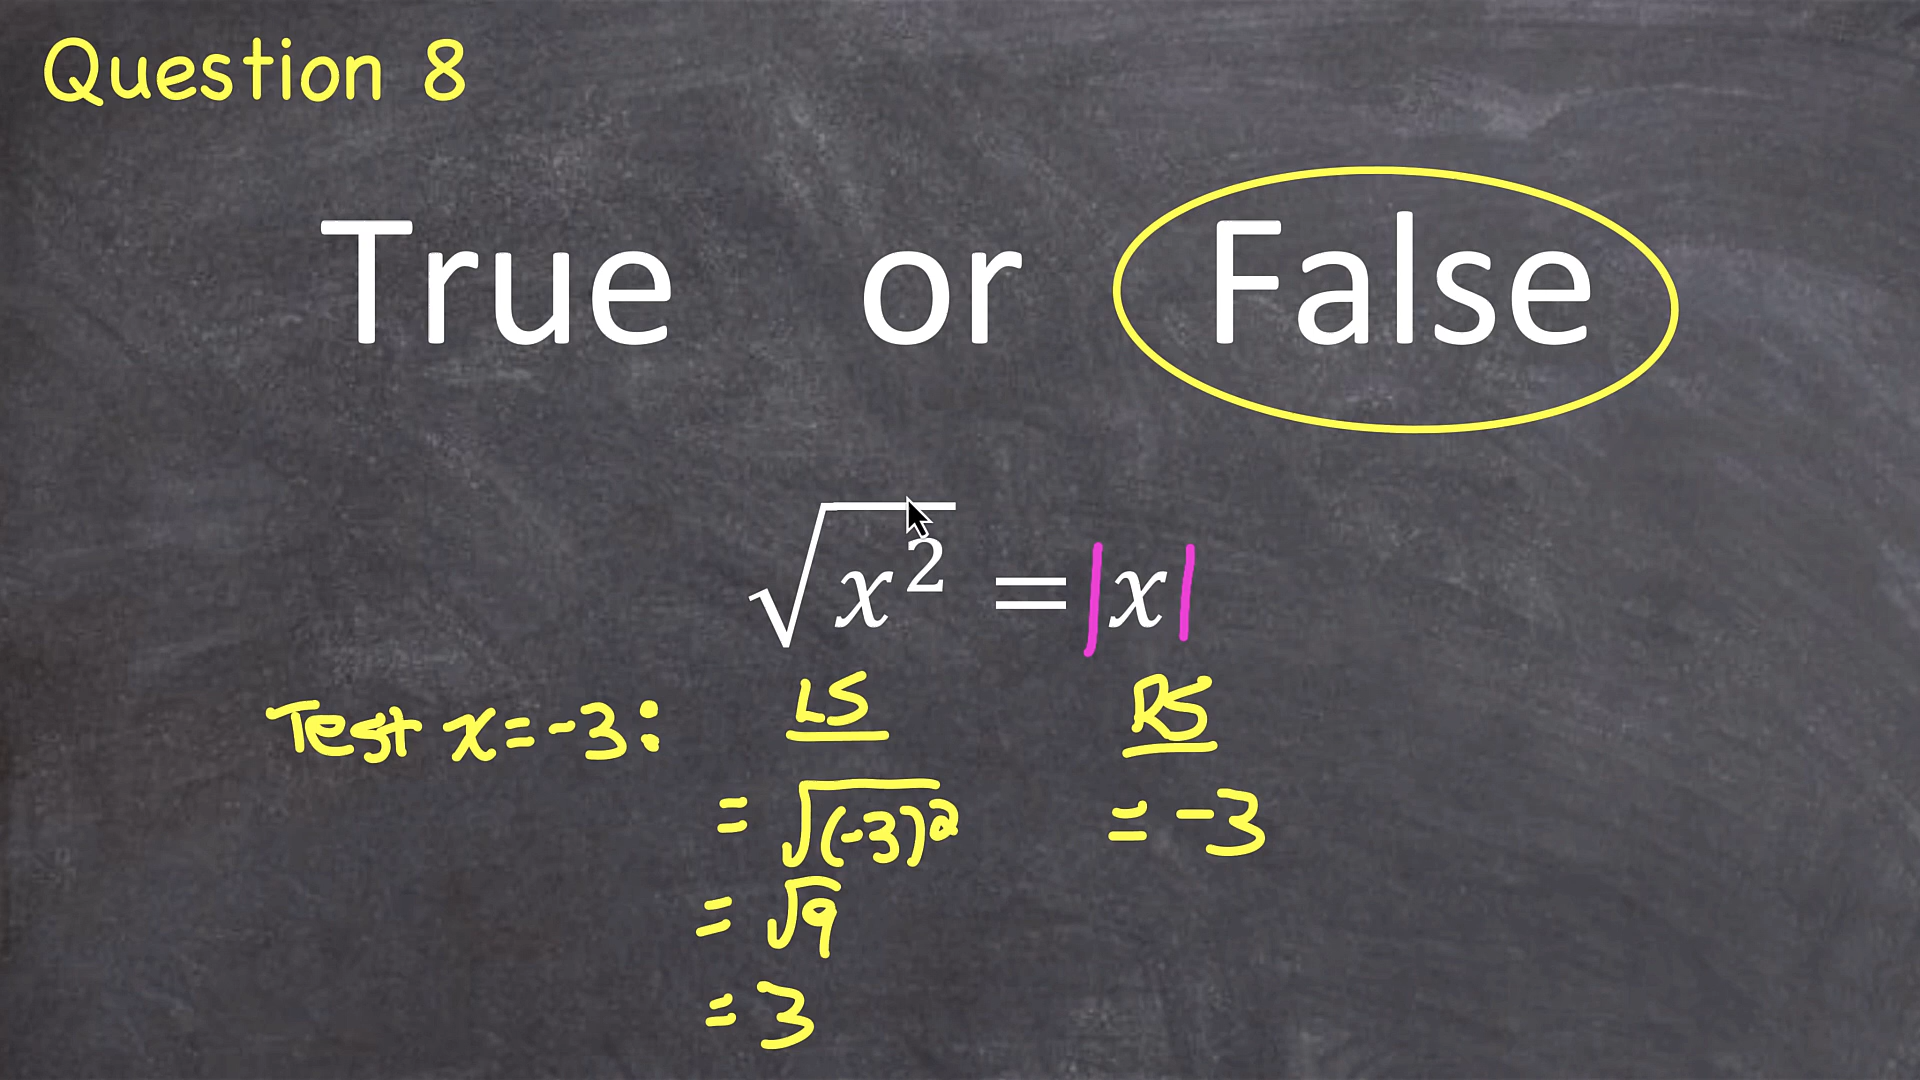 Question 8
True or False
√x² = |x|
Test x = -3: LS RS
= √(-3)² = -3
= √9
= 3